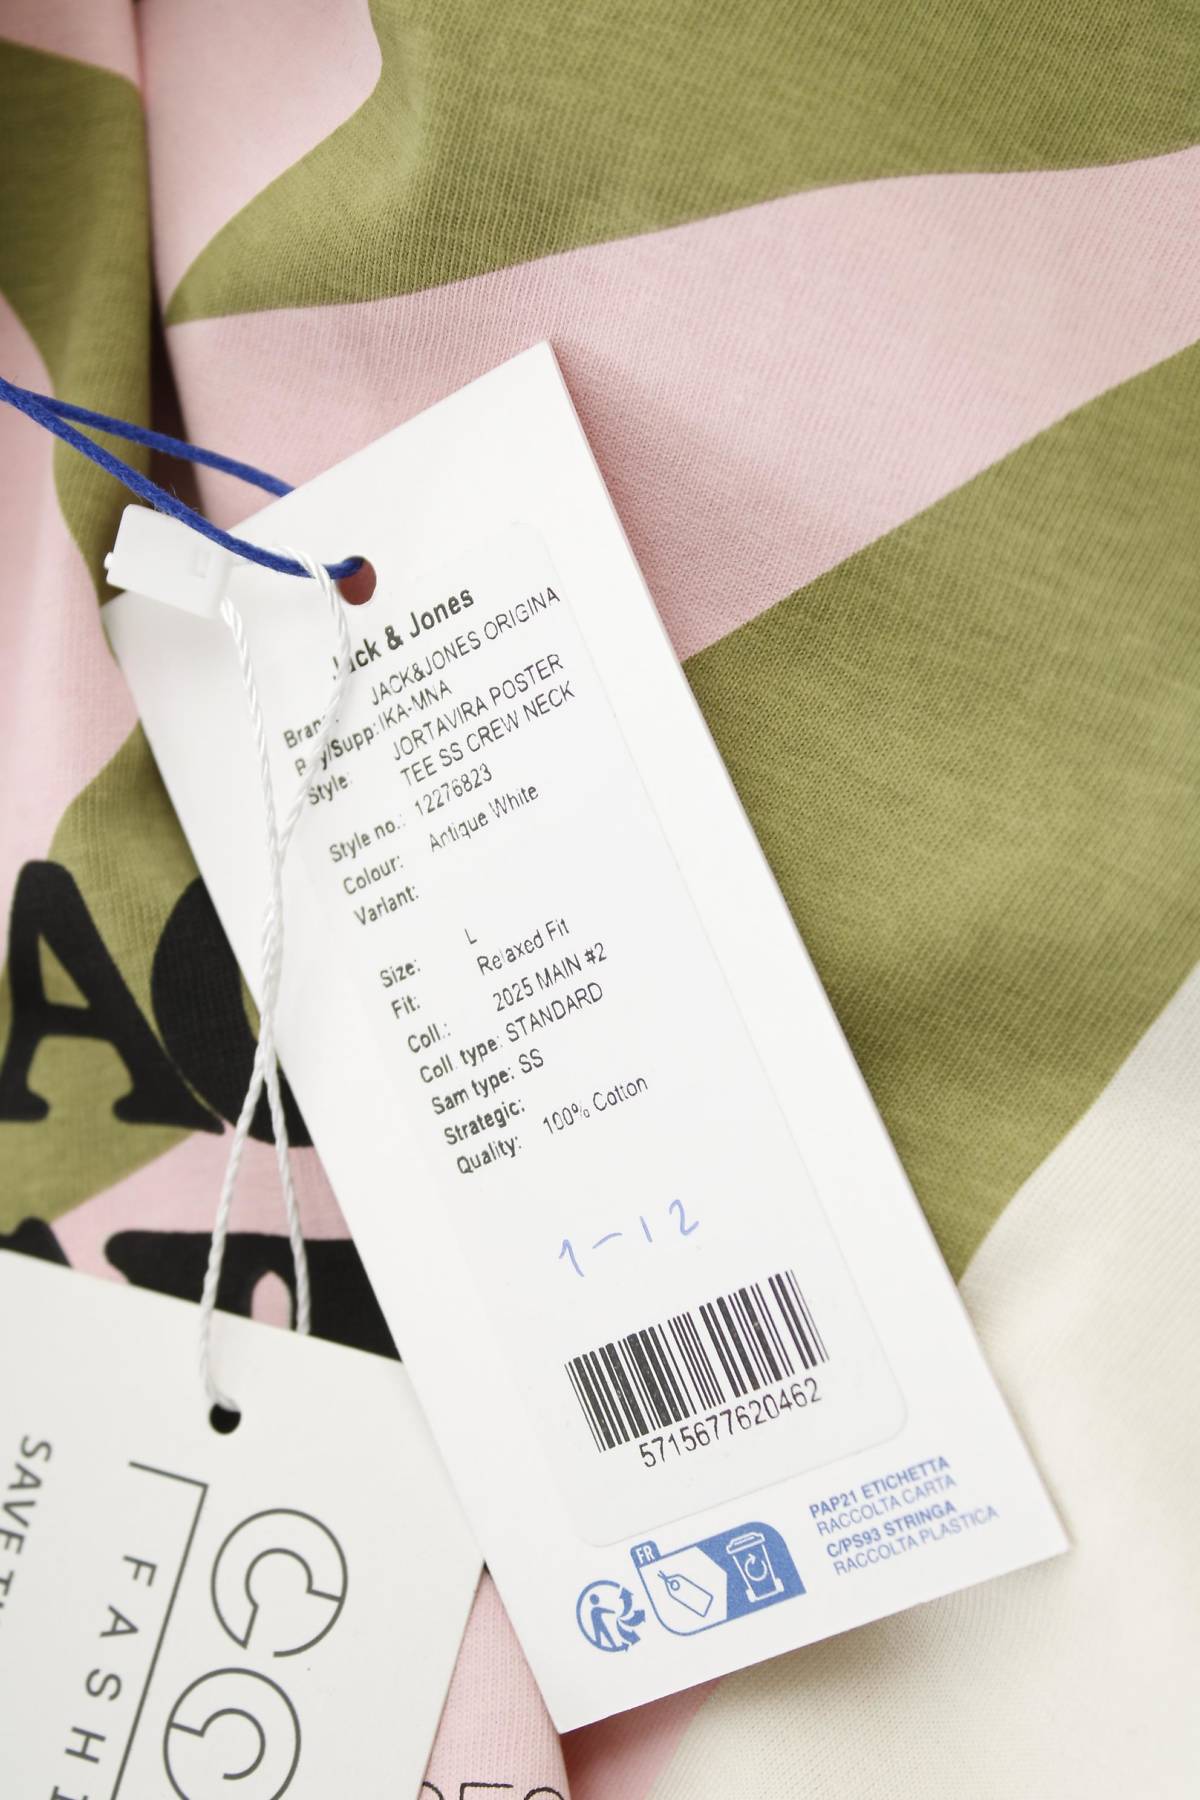 Jack & Jones
Brand: JACK&JONES ORIGINA
Buy/Supp: IKA-MNA
Style: JORTAVIRA POSTER
TEE SS CREW NECK
Style no.: 12276823
Colour: Antique White
Variant:
Size: L
Fit: Relaxed Fit
Coll.: 2025 MAIN #2
Coll. type: STANDARD
Sam type: SS
Strategic:
Quality: 100% Cotton
1-12
5715677620462
FR
PAP21 ETICHETTA
RACCOLTA CARTA
C/PS93 STRINGA
RACCOLTA PLASTICA
SAVE
FASHI